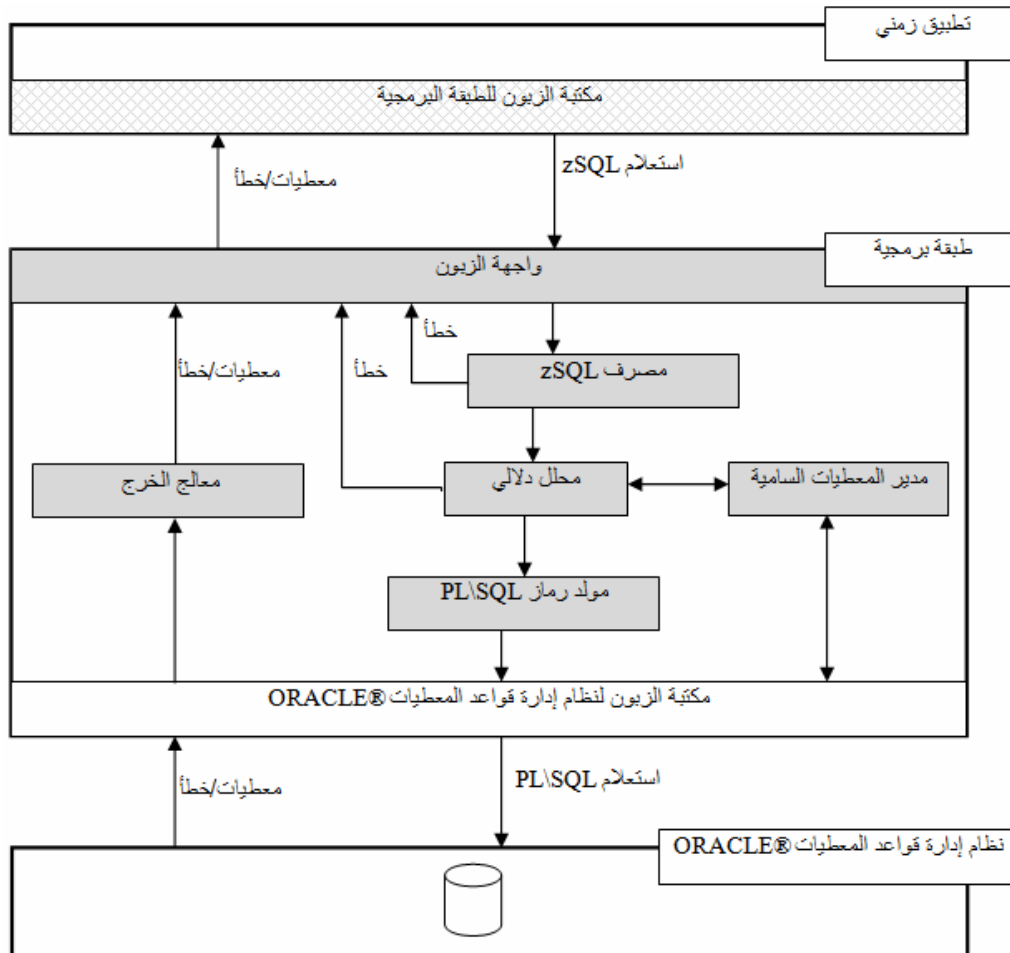 تطبيق زمني
مكتبة الزبون للطبقة البرمجية
استعلام zSQL
معطيات/خطأ
طبقة برمجية
واجهة الزبون
خطأ
خطأ
معطيات/خطأ
مصرف zSQL
محلل دلالي
مدير المعطيات السامية
معالج الخرج
مولد رماز PL\SQL
مكتبة الزبون لنظام إدارة قواعد المعطيات ORACLE®
استعلام PL\SQL
معطيات/خطأ
نظام إدارة قواعد المعطيات ORACLE®